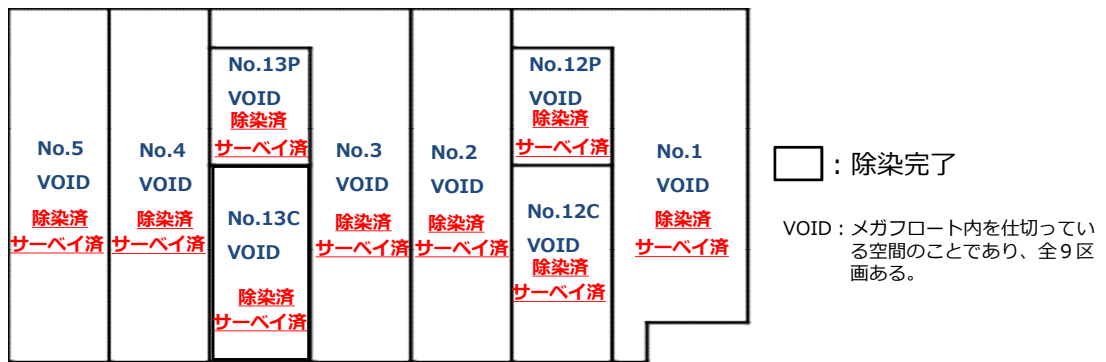 No.5
VOID
除染済
サーベイ済
No.4
VOID
除染済
サーベイ済
No.13P
VOID
除染済
サーベイ済
No.13C
VOID
除染済
サーベイ済
No.3
VOID
除染済
サーベイ済
No.2
VOID
除染済
サーベイ済
No.12P
VOID
除染済
サーベイ済
No.12C
VOID
除染済
サーベイ済
No.1
VOID
除染済
サーベイ済
：除染完了
VOID：メガフロート内を仕切ってい
る空間のことであり、全９区
画ある。